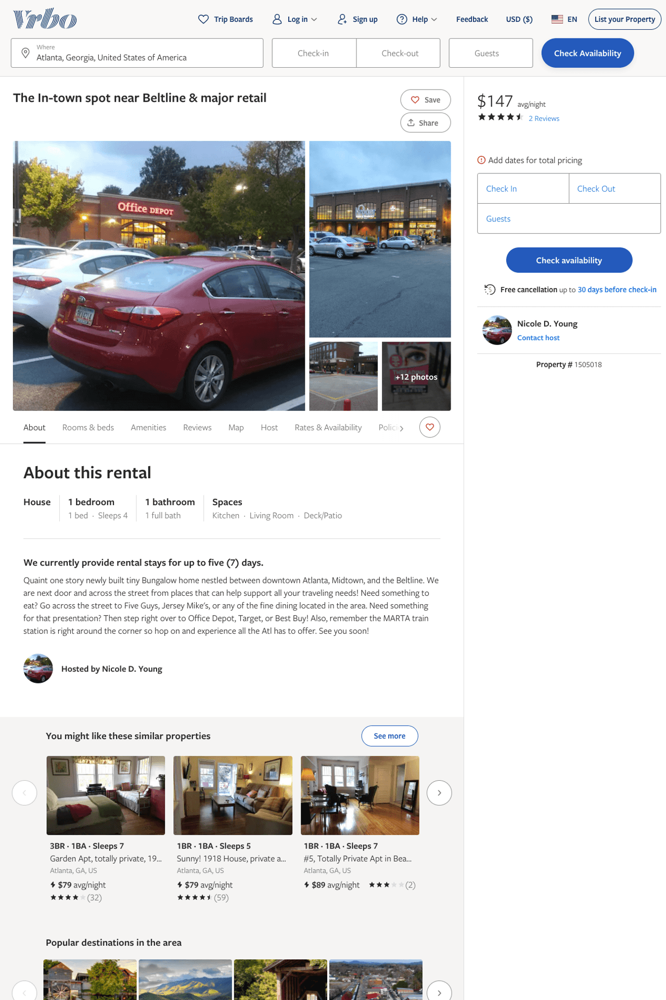 Vrbo
Trip Boards
Log in
Sign up
Help
Feedback
USD ($)
EN
List your Property
Where
Atlanta, Georgia, United States of America
Check-in
Check-out
Guests
Check Availability
The In-town spot near Beltline & major retail
Save
Share
$147 avg/night
2 Reviews
Add dates for total pricing
Check In
Check Out
Guests
Check availability
Free cancellation up to 30 days before check-in
Nicole D. Young
Contact host
Property # 1505018
Office DEPOT
THREADING
+12 photos
About
Rooms & beds
Amenities
Reviews
Map
Host
Rates & Availability
About this rental
House
1 bedroom
1 bed · Sleeps 4
1 bathroom
1 full bath
Spaces
Kitchen · Living Room · Deck/Patio
We currently provide rental stays for up to five (7) days.
Quaint one story newly built tiny Bungalow home nestled between downtown Atlanta, Midtown, and the Beltline. We
are next door and across the street from places that can help support all your traveling needs! Need something to
eat? Go across the street to Five Guys, Jersey Mike's, or any of the fine dining located in the area. Need something
for that presentation? Then step right over to Office Depot, Target, or Best Buy! Also, remember the MARTA train
station is right around the corner so hop on and experience all the Atl has to offer. See you soon!
Hosted by Nicole D. Young
You might like these similar properties
See more
3BR · 1BA · Sleeps 7
Garden Apt, totally private, 19...
Atlanta, GA, US
$79 avg/night
(32)
1BR · 1BA · Sleeps 5
Sunny! 1918 House, private a...
Atlanta, GA, US
$79 avg/night
(59)
1BR · 1BA · Sleeps 7
#5, Totally Private Apt in Bea...
Atlanta, GA, US
$89 avg/night
(2)
Popular destinations in the area